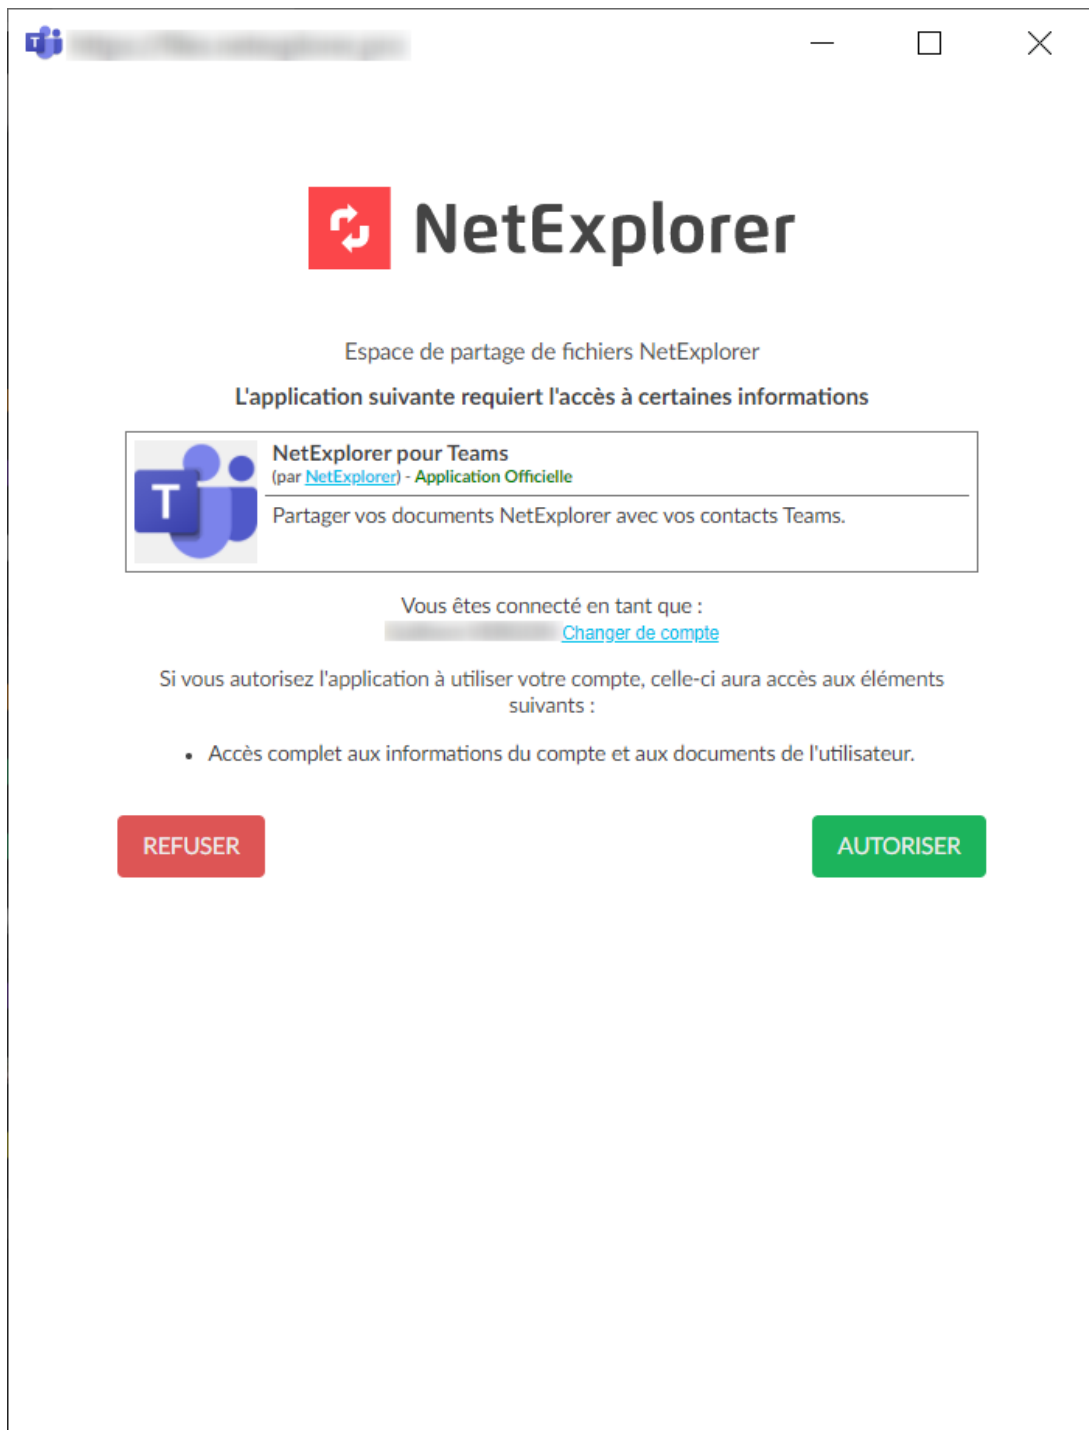 NetExplorer
Espace de partage de fichiers NetExplorer
L'application suivante requiert l'accès à certaines informations
NetExplorer pour Teams
(par NetExplorer) - Application Officielle
T
Partager vos documents NetExplorer avec vos contacts Teams.
Vous êtes connecté en tant que :
Changer de compte
Si vous autorisez l'application à utiliser votre compte, celle-ci aura accès aux éléments
suivants :
• Accès complet aux informations du compte et aux documents de l'utilisateur.
REFUSER
AUTORISER